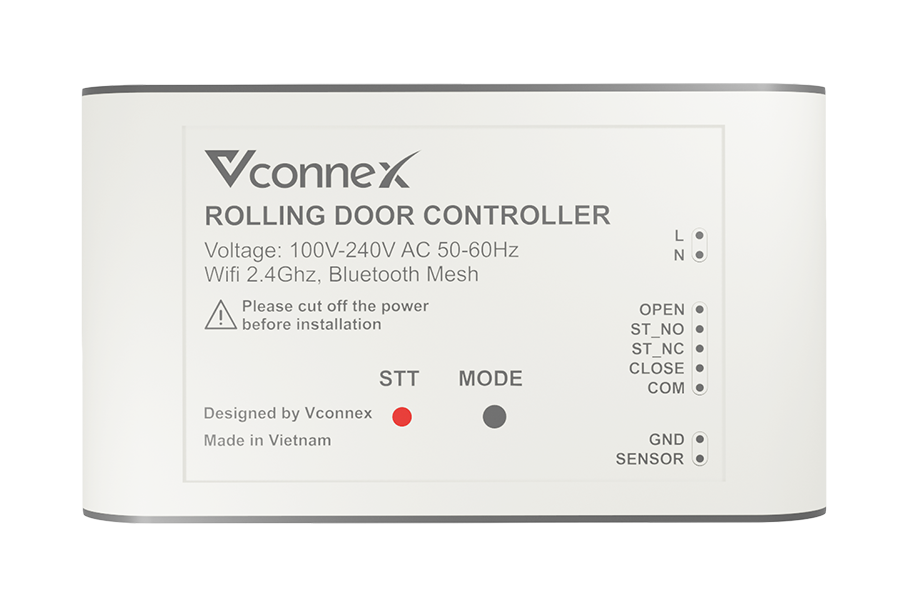 Vconnex
ROLLING DOOR CONTROLLER
Voltage: 100V-240V AC 50-60Hz
Wifi 2.4Ghz, Bluetooth Mesh
Please cut off the power
before installation
STT MODE
Designed by Vconnex
Made in Vietnam
L
N
OPEN
ST_NO
ST_NC
CLOSE
COM
GND
SENSOR